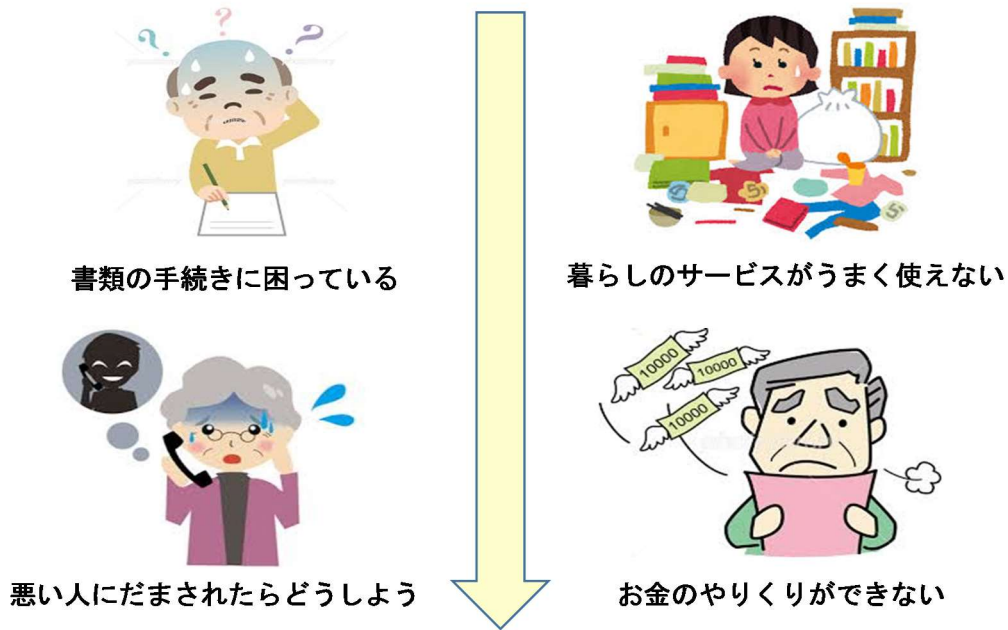 ? ? ?
書類の手続きに困っている
暮らしのサービスがうまく使えない
10000
10000
10000
悪い人にだまされたらどうしよう
お金のやりくりができない